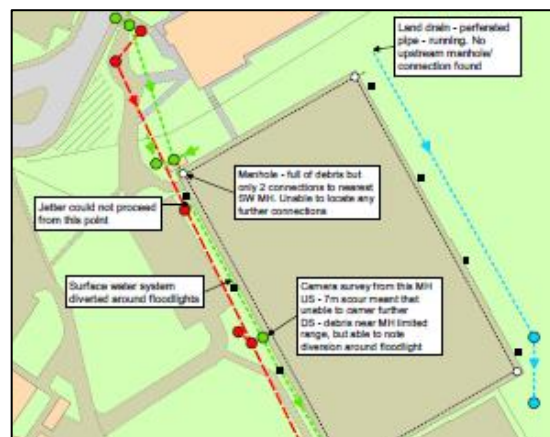 Land drain - perforated
pipe - running. No
upstream manhole/
connection found
Manhole - full of debris but
only 2 connections to nearest
SW MH. Unable to locate any
further connections
Jetter could not proceed
from this point
Surface water system
diverted around floodlights
Camera survey from this MH
US - 7m scour meant that
unable to camer further
DS - debris near MH limited
range, but able to note
diversion around floodlight